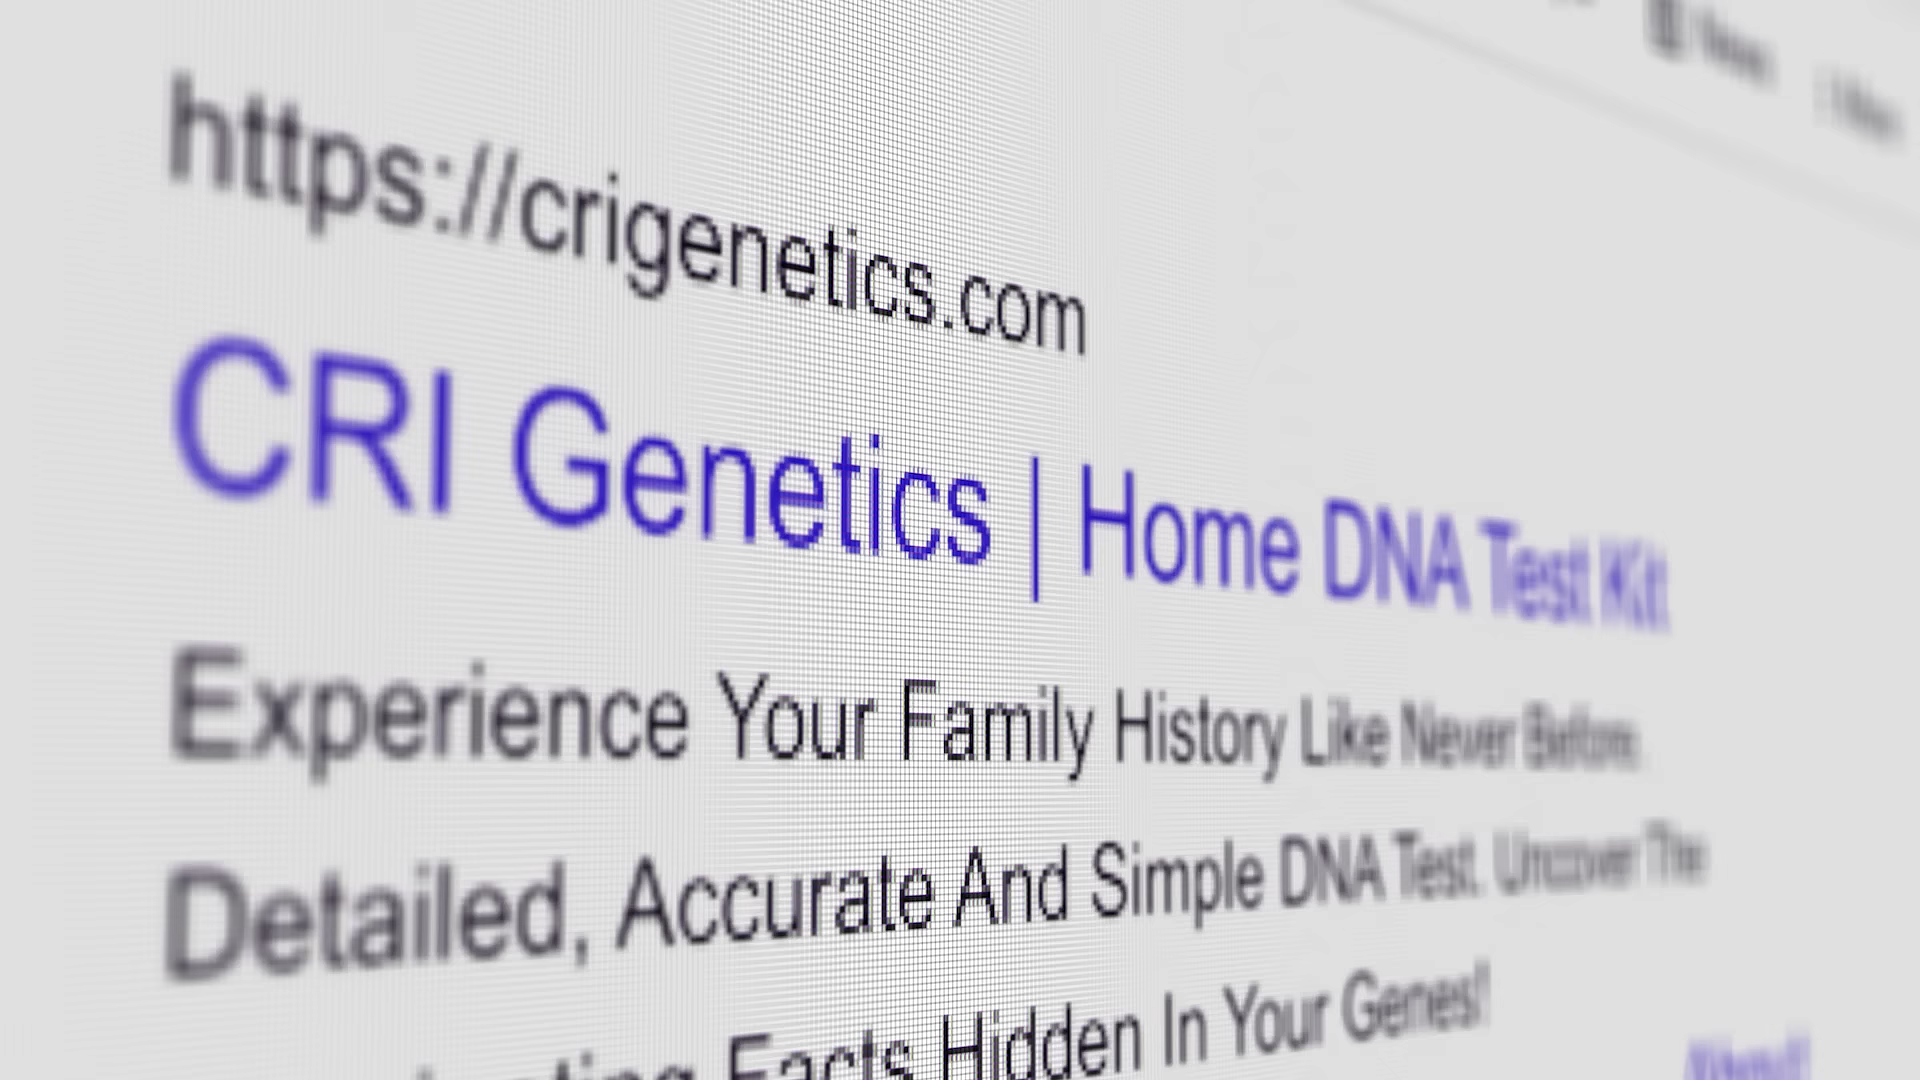 News
https://crigenetics.com
CRI Genetics | Home DNA Test Kit
Experience Your Family History Like Never Before.
Detailed, Accurate And Simple DNA Test. Uncover The
Facts Hidden In Your Genes!